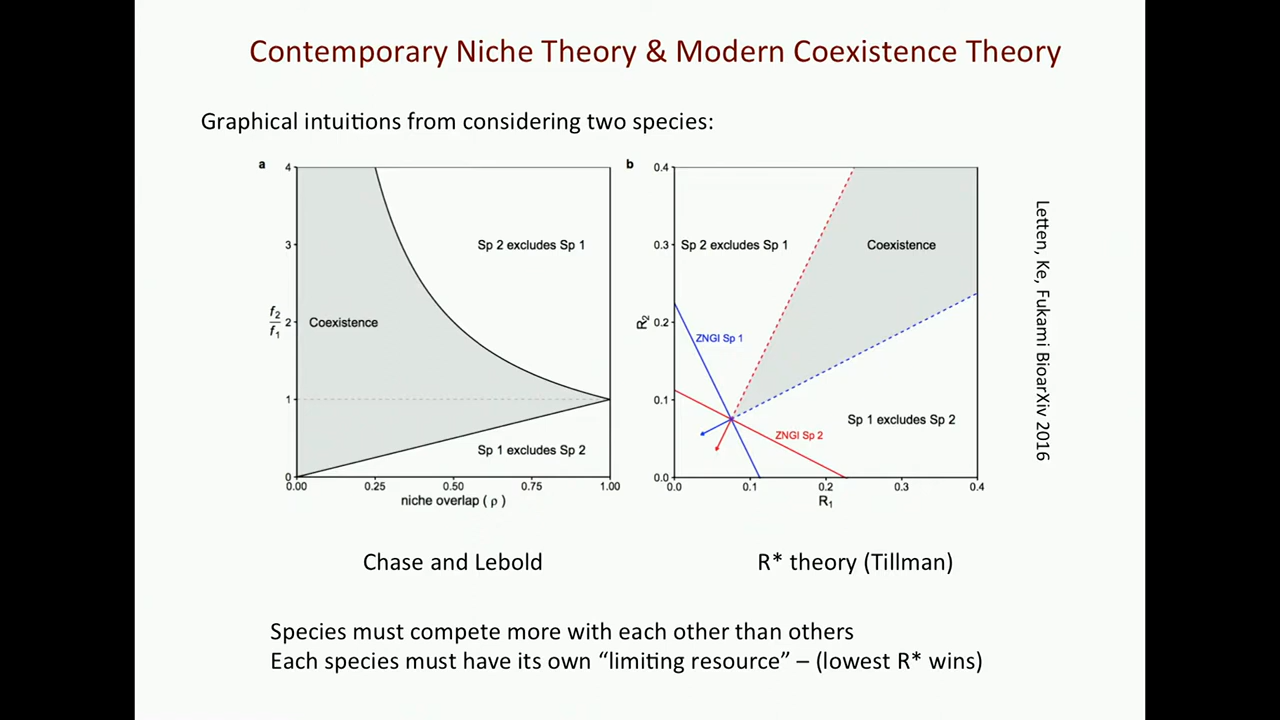 Contemporary Niche Theory & Modern Coexistence Theory
Graphical intuitions from considering two species:
a
4
3
2
1
0
f2
f1
Coexistence
Sp 2 excludes Sp 1
Sp 1 excludes Sp 2
0.00 0.25 0.50 0.75 1.00
niche overlap ( ρ )
b
0.4
0.3
0.2
0.1
0.0
R2
Sp 2 excludes Sp 1
Coexistence
ZNGI Sp 1
Sp 1 excludes Sp 2
ZNGI Sp 2
0.0 0.1 0.2 0.3 0.4
R1
Letten, Ke, Fukami BioarXiv 2016
Chase and Lebold
R* theory (Tillman)
Species must compete more with each other than others
Each species must have its own “limiting resource” – (lowest R* wins)